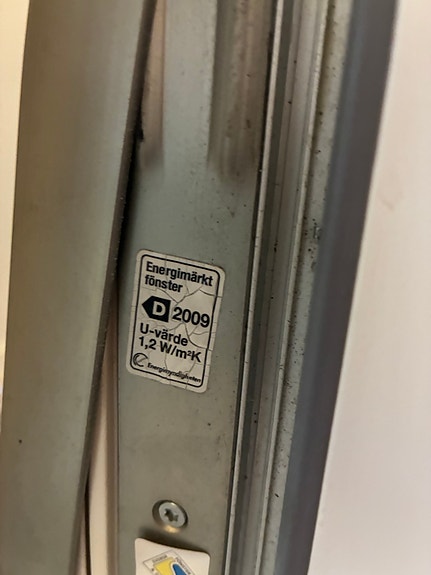 Energimärkt
fönster
D 2009
U-värde
1,2 W/m²K
Energimyndigheten